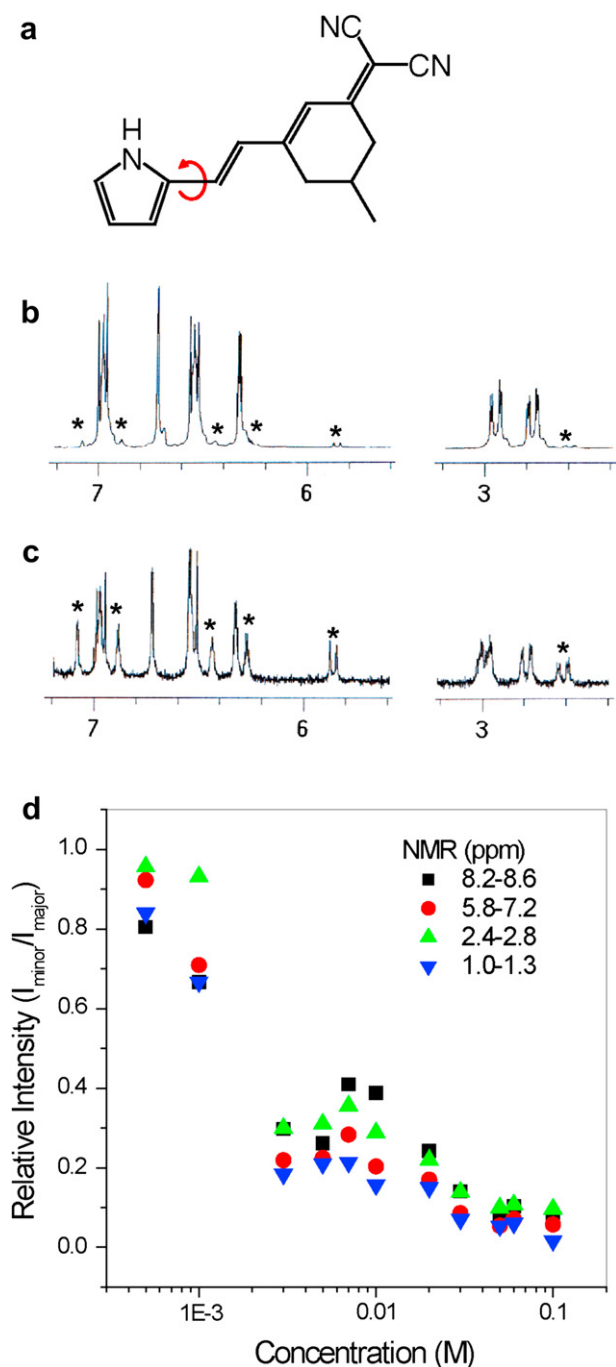 a
NC
CN
H
N
b
* * * * * *
7 6 3
c
* * * * * *
7 6 3
d
NMR (ppm)
8.2-8.6
5.8-7.2
2.4-2.8
1.0-1.3
Relative Intensity (I_minor/I_major)
1.0
0.8
0.6
0.4
0.2
0.0
1E-3 0.01 0.1
Concentration (M)